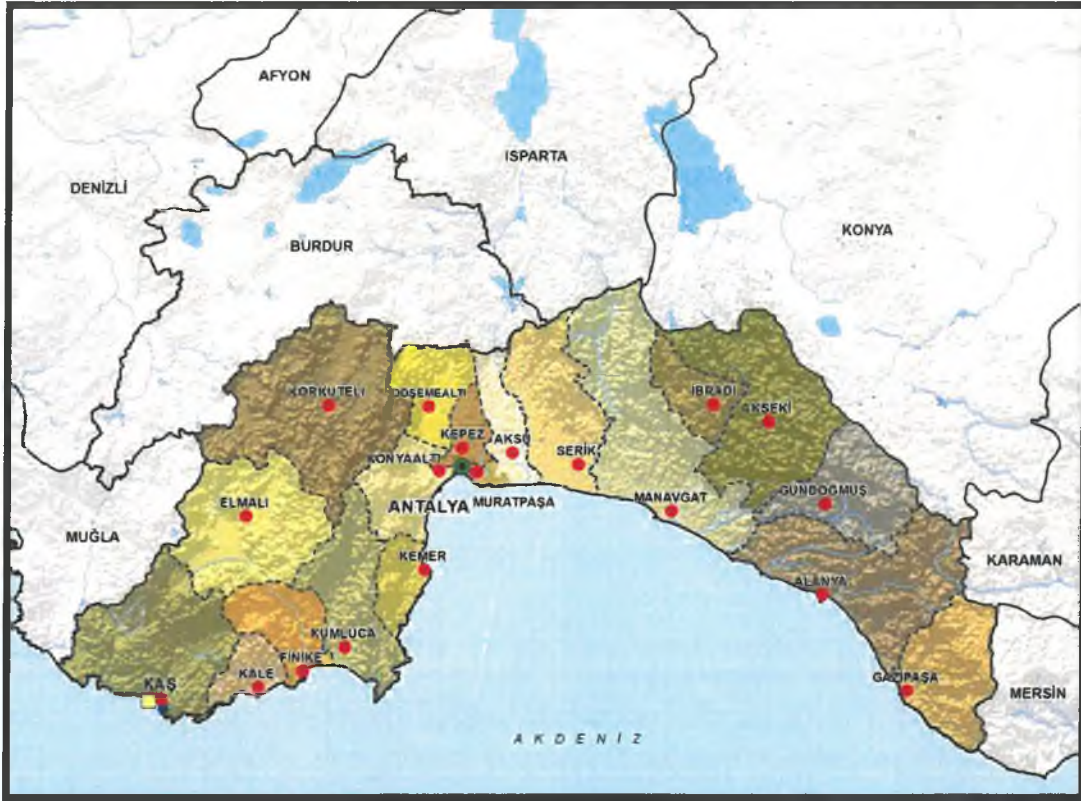 AFYON
ISPARTA
DENİZLİ
KONYA
BURDUR
KORKUTELİ
DÖŞEMEALTI
İBRADI
AKSEKİ
KEPEZ
AKSU
SERİK
KONYAALTI
ELMALI
ANTALYA
MURATPAŞA
MANAVGAT
GÜNDOĞMUŞ
MUĞLA
KEMER
KARAMAN
ALANYA
KUMLUCA
FİNİKE
KALE
KAŞ
GAZİPAŞA
MERSİN
AKDENİZ